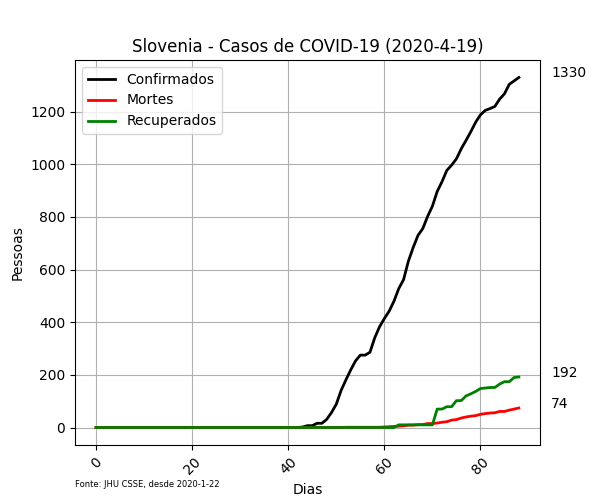 Slovenia - Casos de COVID-19 (2020-4-19)
Confirmados
Mortes
Recuperados
1330
192
74
Pessoas
1200
1000
800
600
400
200
0
0 20 40 60 80
Dias
Fonte: JHU CSSE, desde 2020-1-22